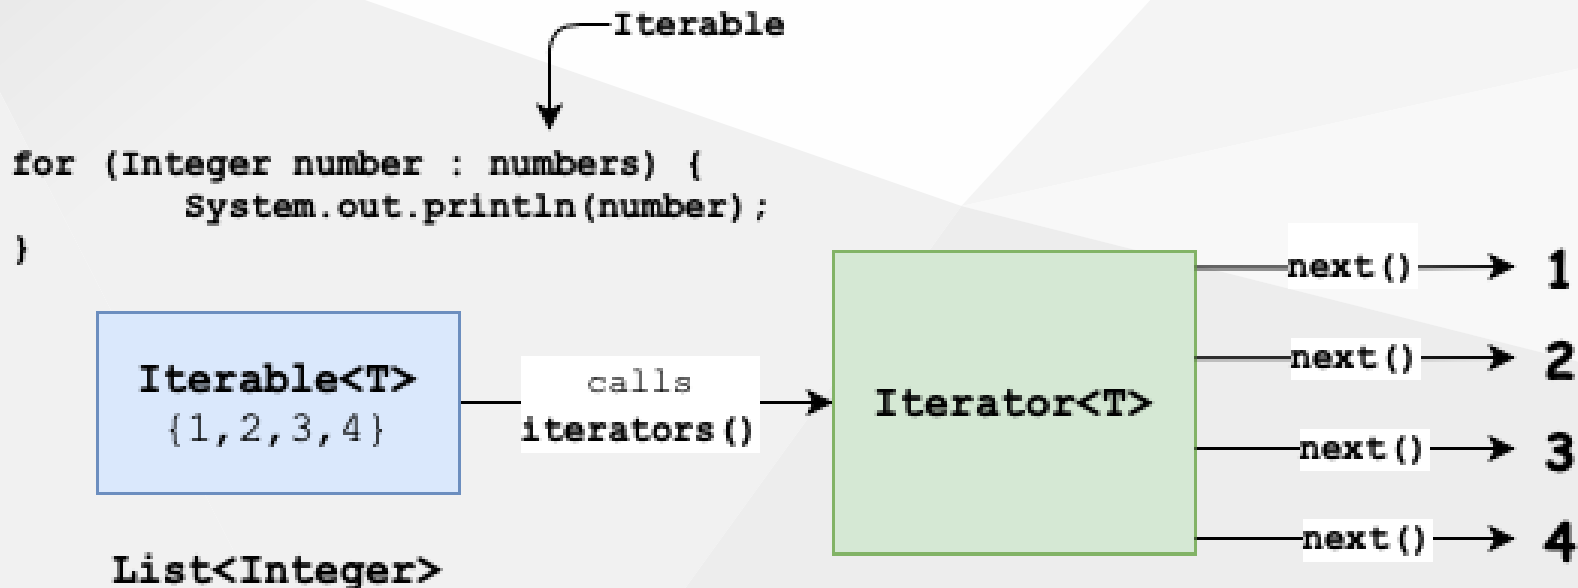 Iterable
for (Integer number : numbers) {
System.out.println(number);
}
Iterable<T>
{1,2,3,4}
List<Integer>
calls
iterators()
Iterator<T>
next() 1
next() 2
next() 3
next() 4